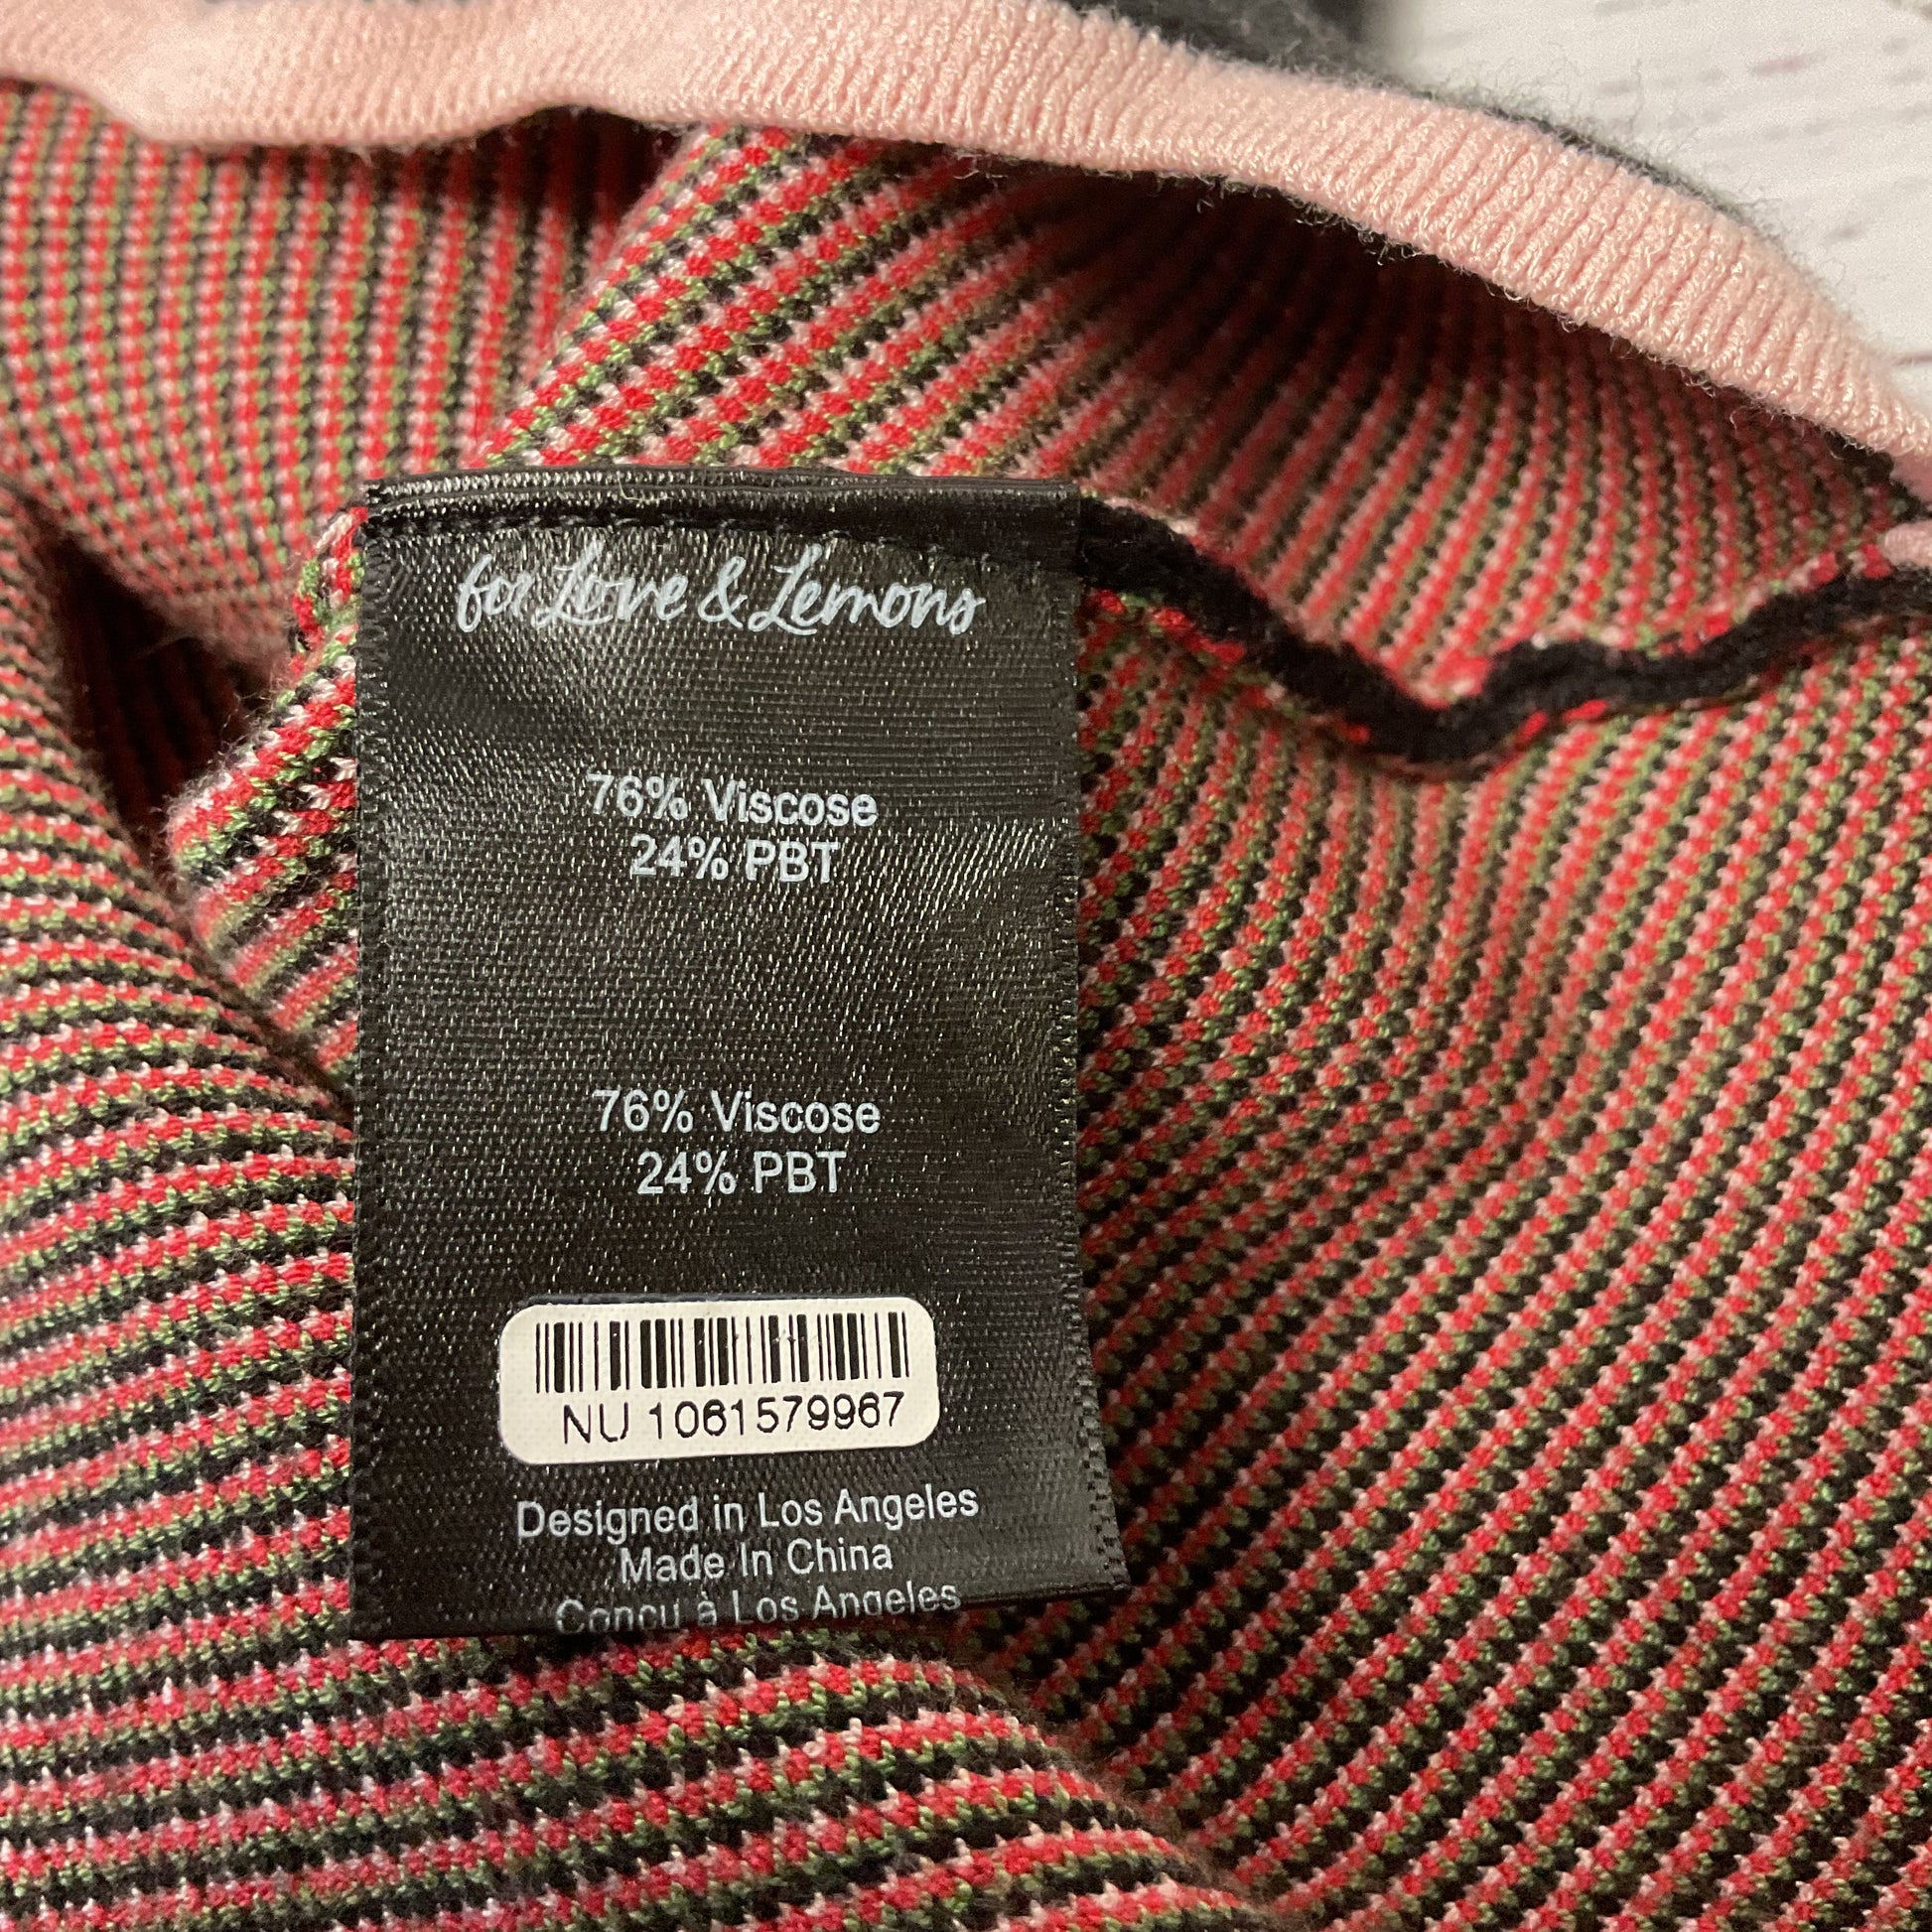 for Love & Lemons
76% Viscose
24% PBT
76% Viscose
24% PBT
NU 1061579967
Designed in Los Angeles
Made In China
Conçu à Los Angeles